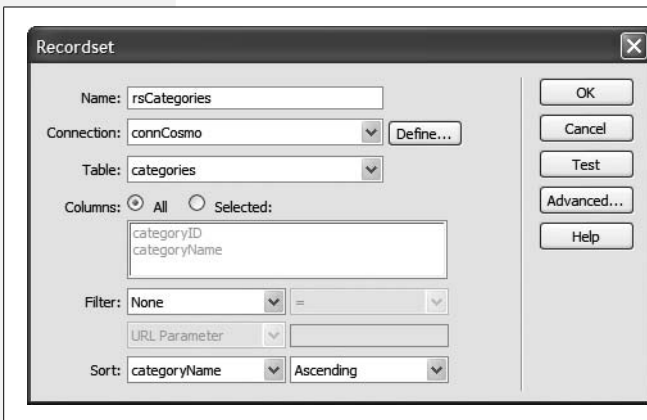 Recordset
Name: rsCategories
Connection: connCosmo Define...
Table: categories
Columns: All Selected:
categoryID
categoryName
Filter: None =
URL Parameter
Sort: categoryName Ascending
OK
Cancel
Test
Advanced...
Help